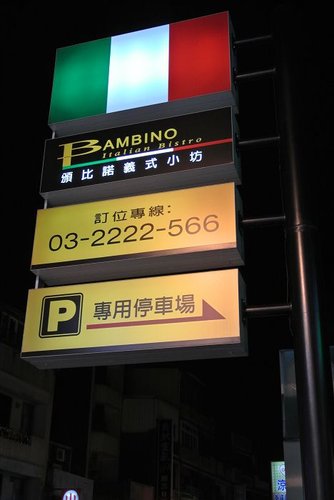 BAMBINO
Italian Bistro
頒比諾義式小坊
訂位專線:
03-2222-566
P 專用停車場